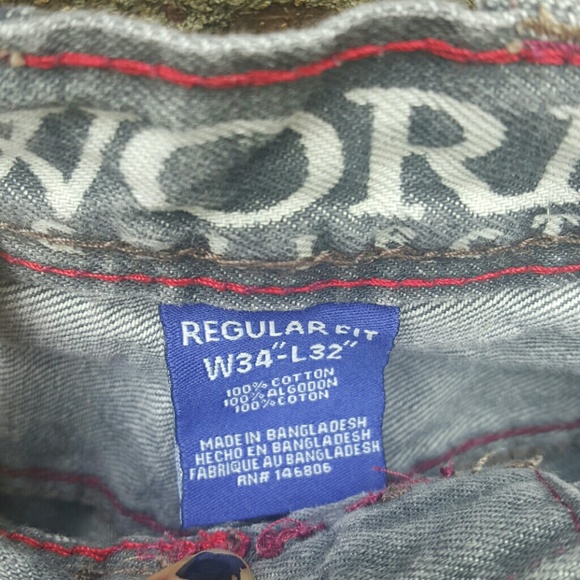 REGULAR FIT
W34"-L32"
100% COTTON
100% ALGODON
100% COTON
MADE IN BANGLADESH
HECHO EN BANGLADESH
FABRIQUE AU BANGLADESH
RN# 146806